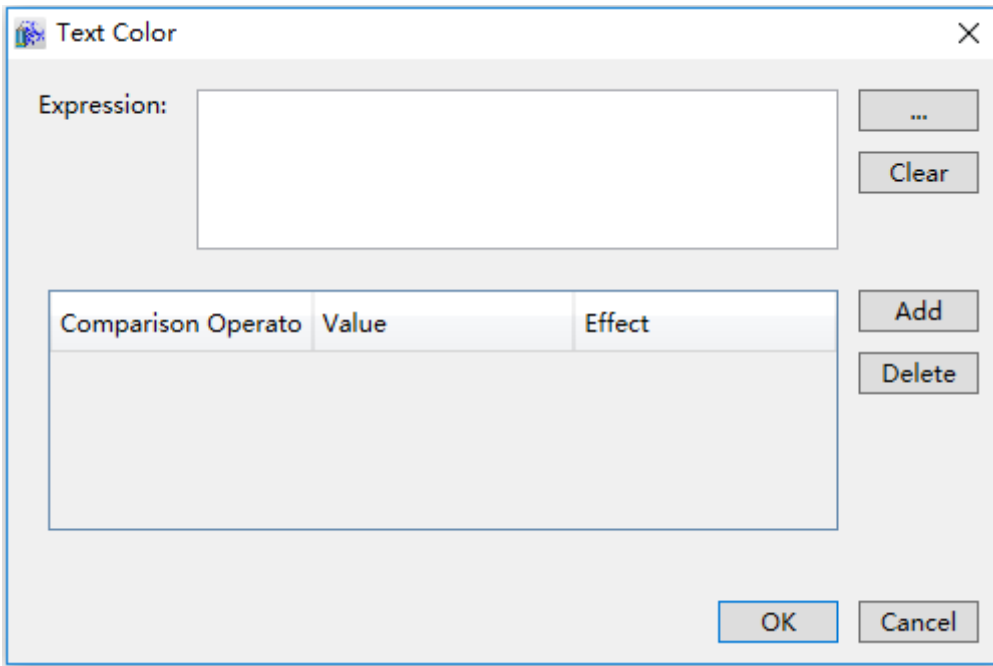 Text Color
Expression:
...
Clear
Comparison Operato Value Effect
Add
Delete
OK Cancel